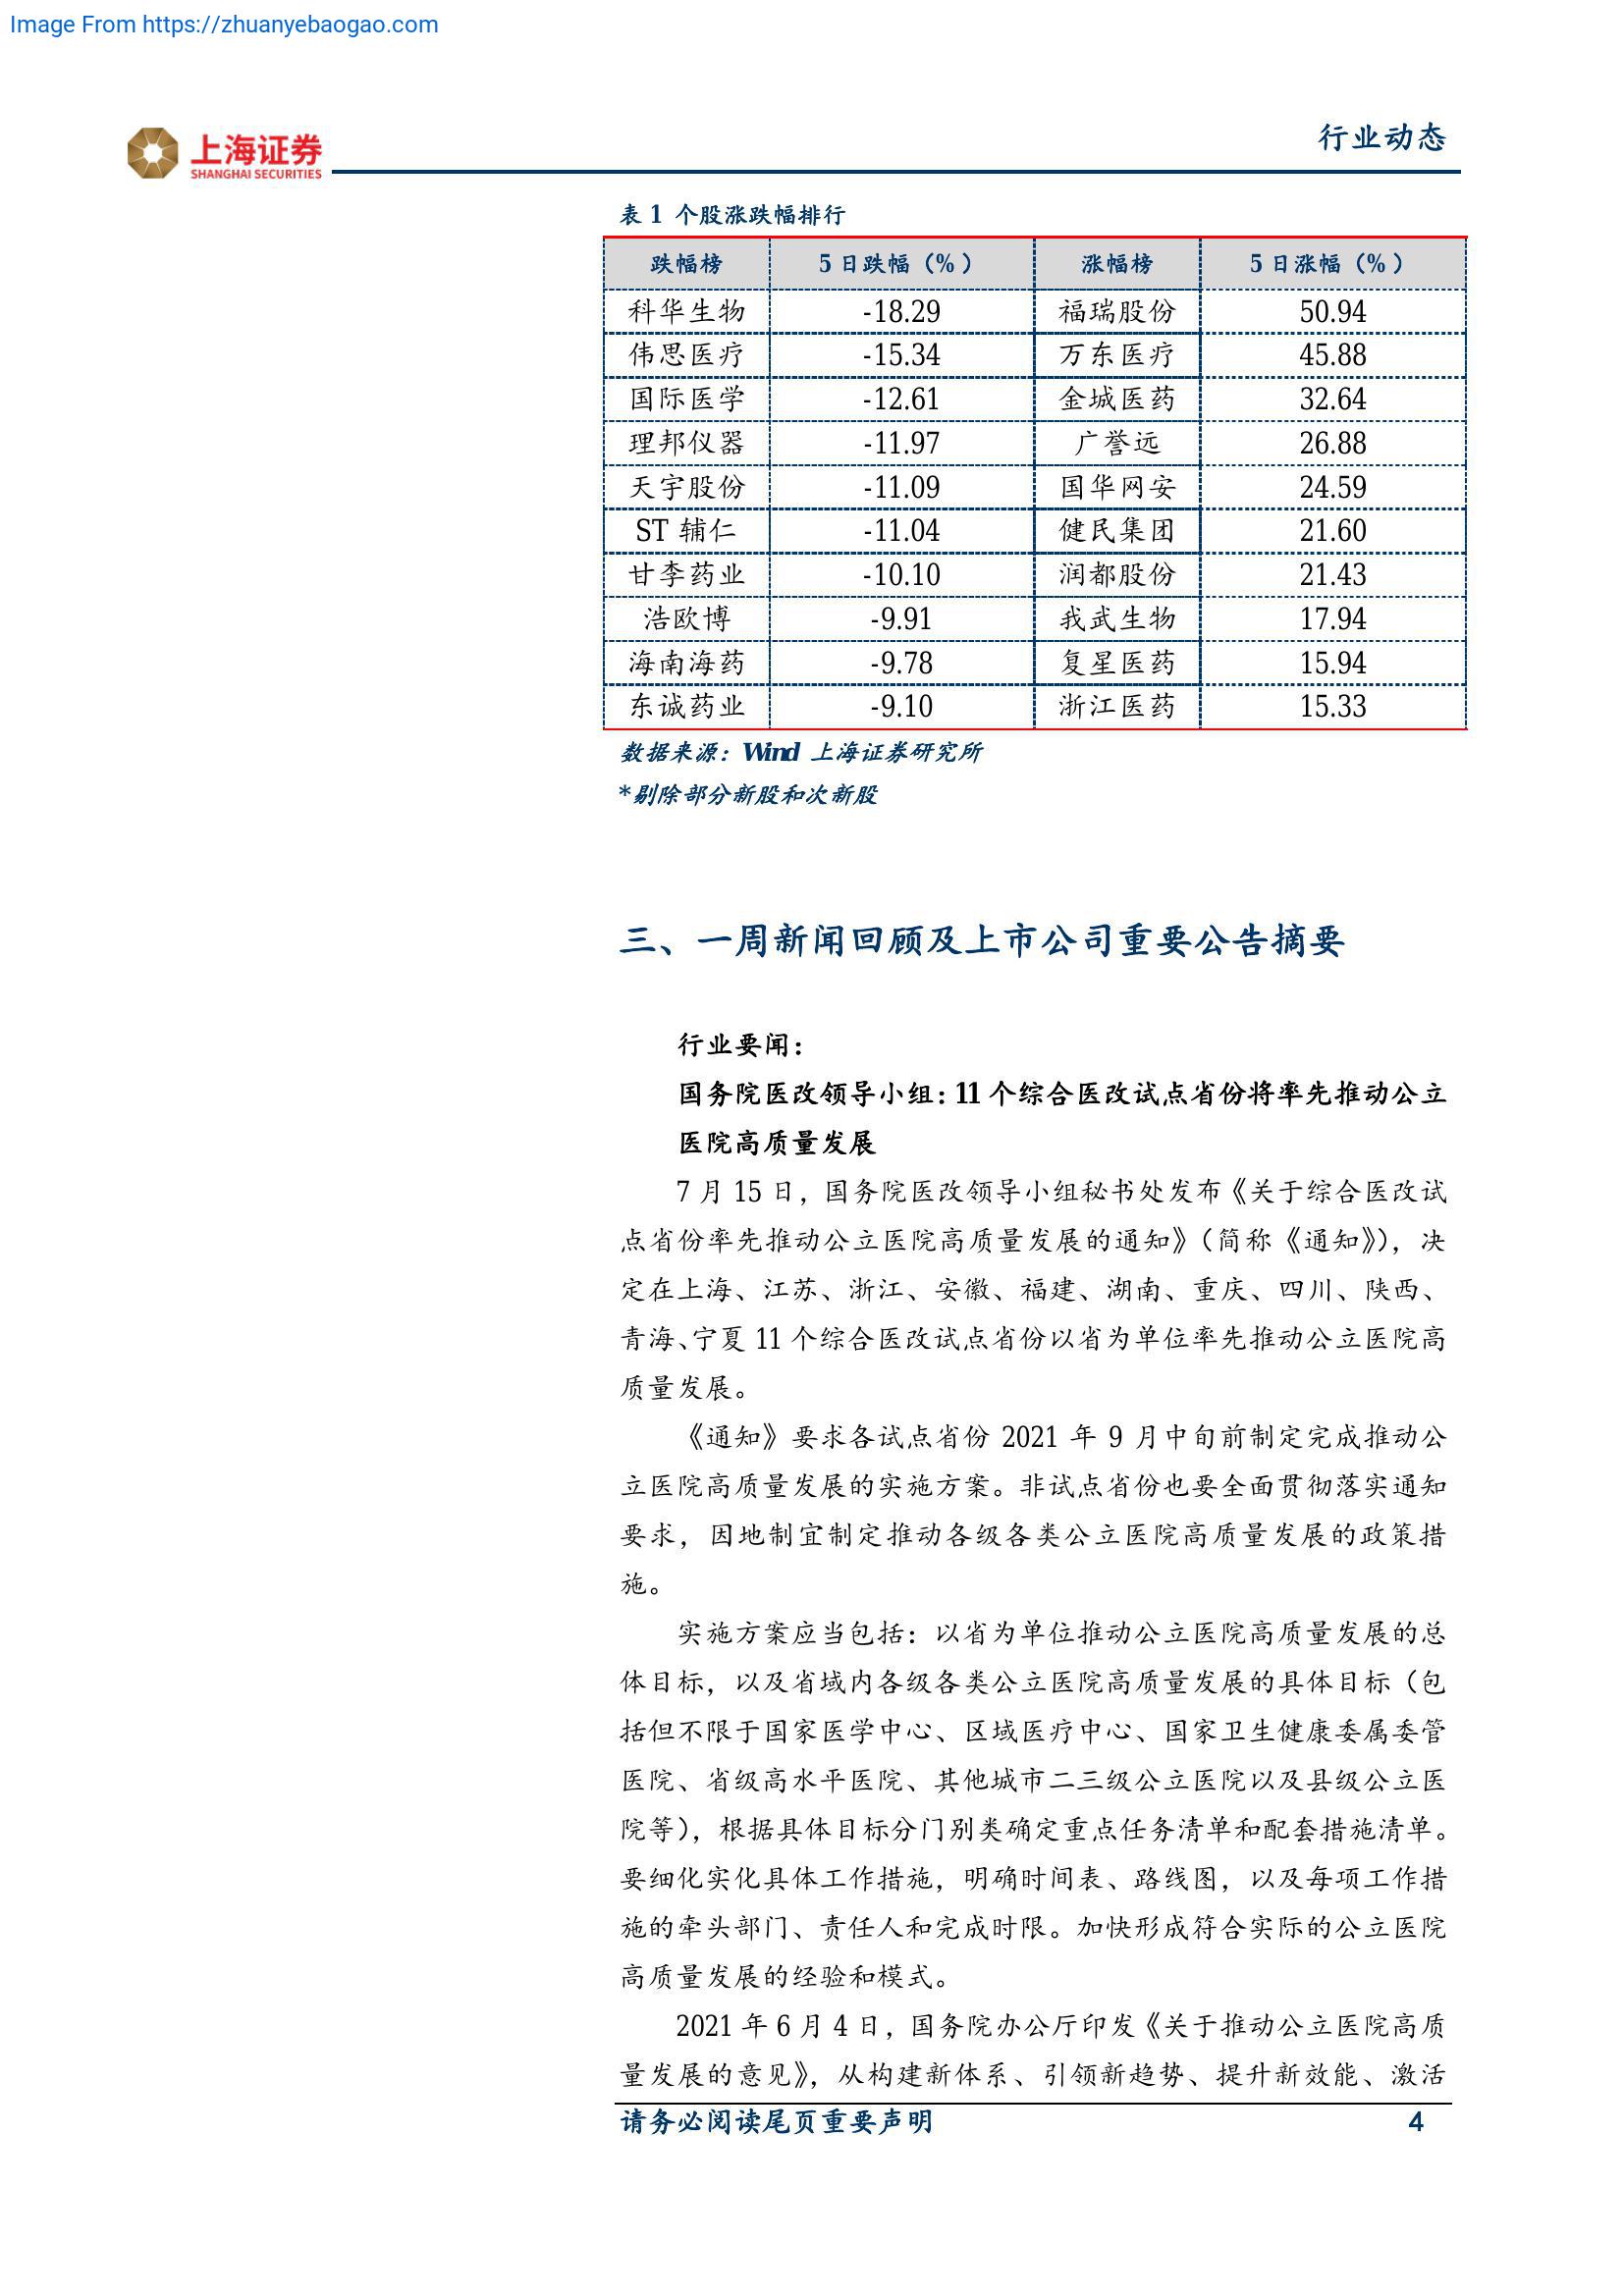 Image From https://zhuanyebaogao.com
上海证券
SHANGHAI SECURITIES
行业动态
表 1 个股涨跌幅排行
跌幅榜 5 日跌幅（%） 涨幅榜 5 日涨幅（%）
科华生物 -18.29 福瑞股份 50.94
伟思医疗 -15.34 万东医疗 45.88
国际医学 -12.61 金城医药 32.64
理邦仪器 -11.97 广誉远 26.88
天宇股份 -11.09 国华网安 24.59
ST 辅仁 -11.04 健民集团 21.60
甘李药业 -10.10 润都股份 21.43
浩欧博 -9.91 我武生物 17.94
海南海药 -9.78 复星医药 15.94
东诚药业 -9.10 浙江医药 15.33
数据来源：Wind 上海证券研究所
*剔除部分新股和次新股
三、一周新闻回顾及上市公司重要公告摘要
行业要闻：
国务院医改领导小组：11 个综合医改试点省份将率先推动公立
医院高质量发展
7 月 15 日，国务院医改领导小组秘书处发布《关于综合医改试
点省份率先推动公立医院高质量发展的通知》（简称《通知》），决
定在上海、江苏、浙江、安徽、福建、湖南、重庆、四川、陕西、
青海、宁夏 11 个综合医改试点省份以省为单位率先推动公立医院高
质量发展。
《通知》要求各试点省份 2021 年 9 月中旬前制定完成推动公
立医院高质量发展的实施方案。非试点省份也要全面贯彻落实通知
要求，因地制宜制定推动各级各类公立医院高质量发展的政策措
施。
实施方案应当包括：以省为单位推动公立医院高质量发展的总
体目标，以及省域内各级各类公立医院高质量发展的具体目标（包
括但不限于国家医学中心、区域医疗中心、国家卫生健康委属委管
医院、省级高水平医院、其他城市二三级公立医院以及县级公立医
院等），根据具体目标分门别类确定重点任务清单和配套措施清单。
要细化实化具体工作措施，明确时间表、路线图，以及每项工作措
施的牵头部门、责任人和完成时限。加快形成符合实际的公立医院
高质量发展的经验和模式。
2021 年 6 月 4 日，国务院办公厅印发《关于推动公立医院高质
量发展的意见》，从构建新体系、引领新趋势、提升新效能、激活
请务必阅读尾页重要声明 4